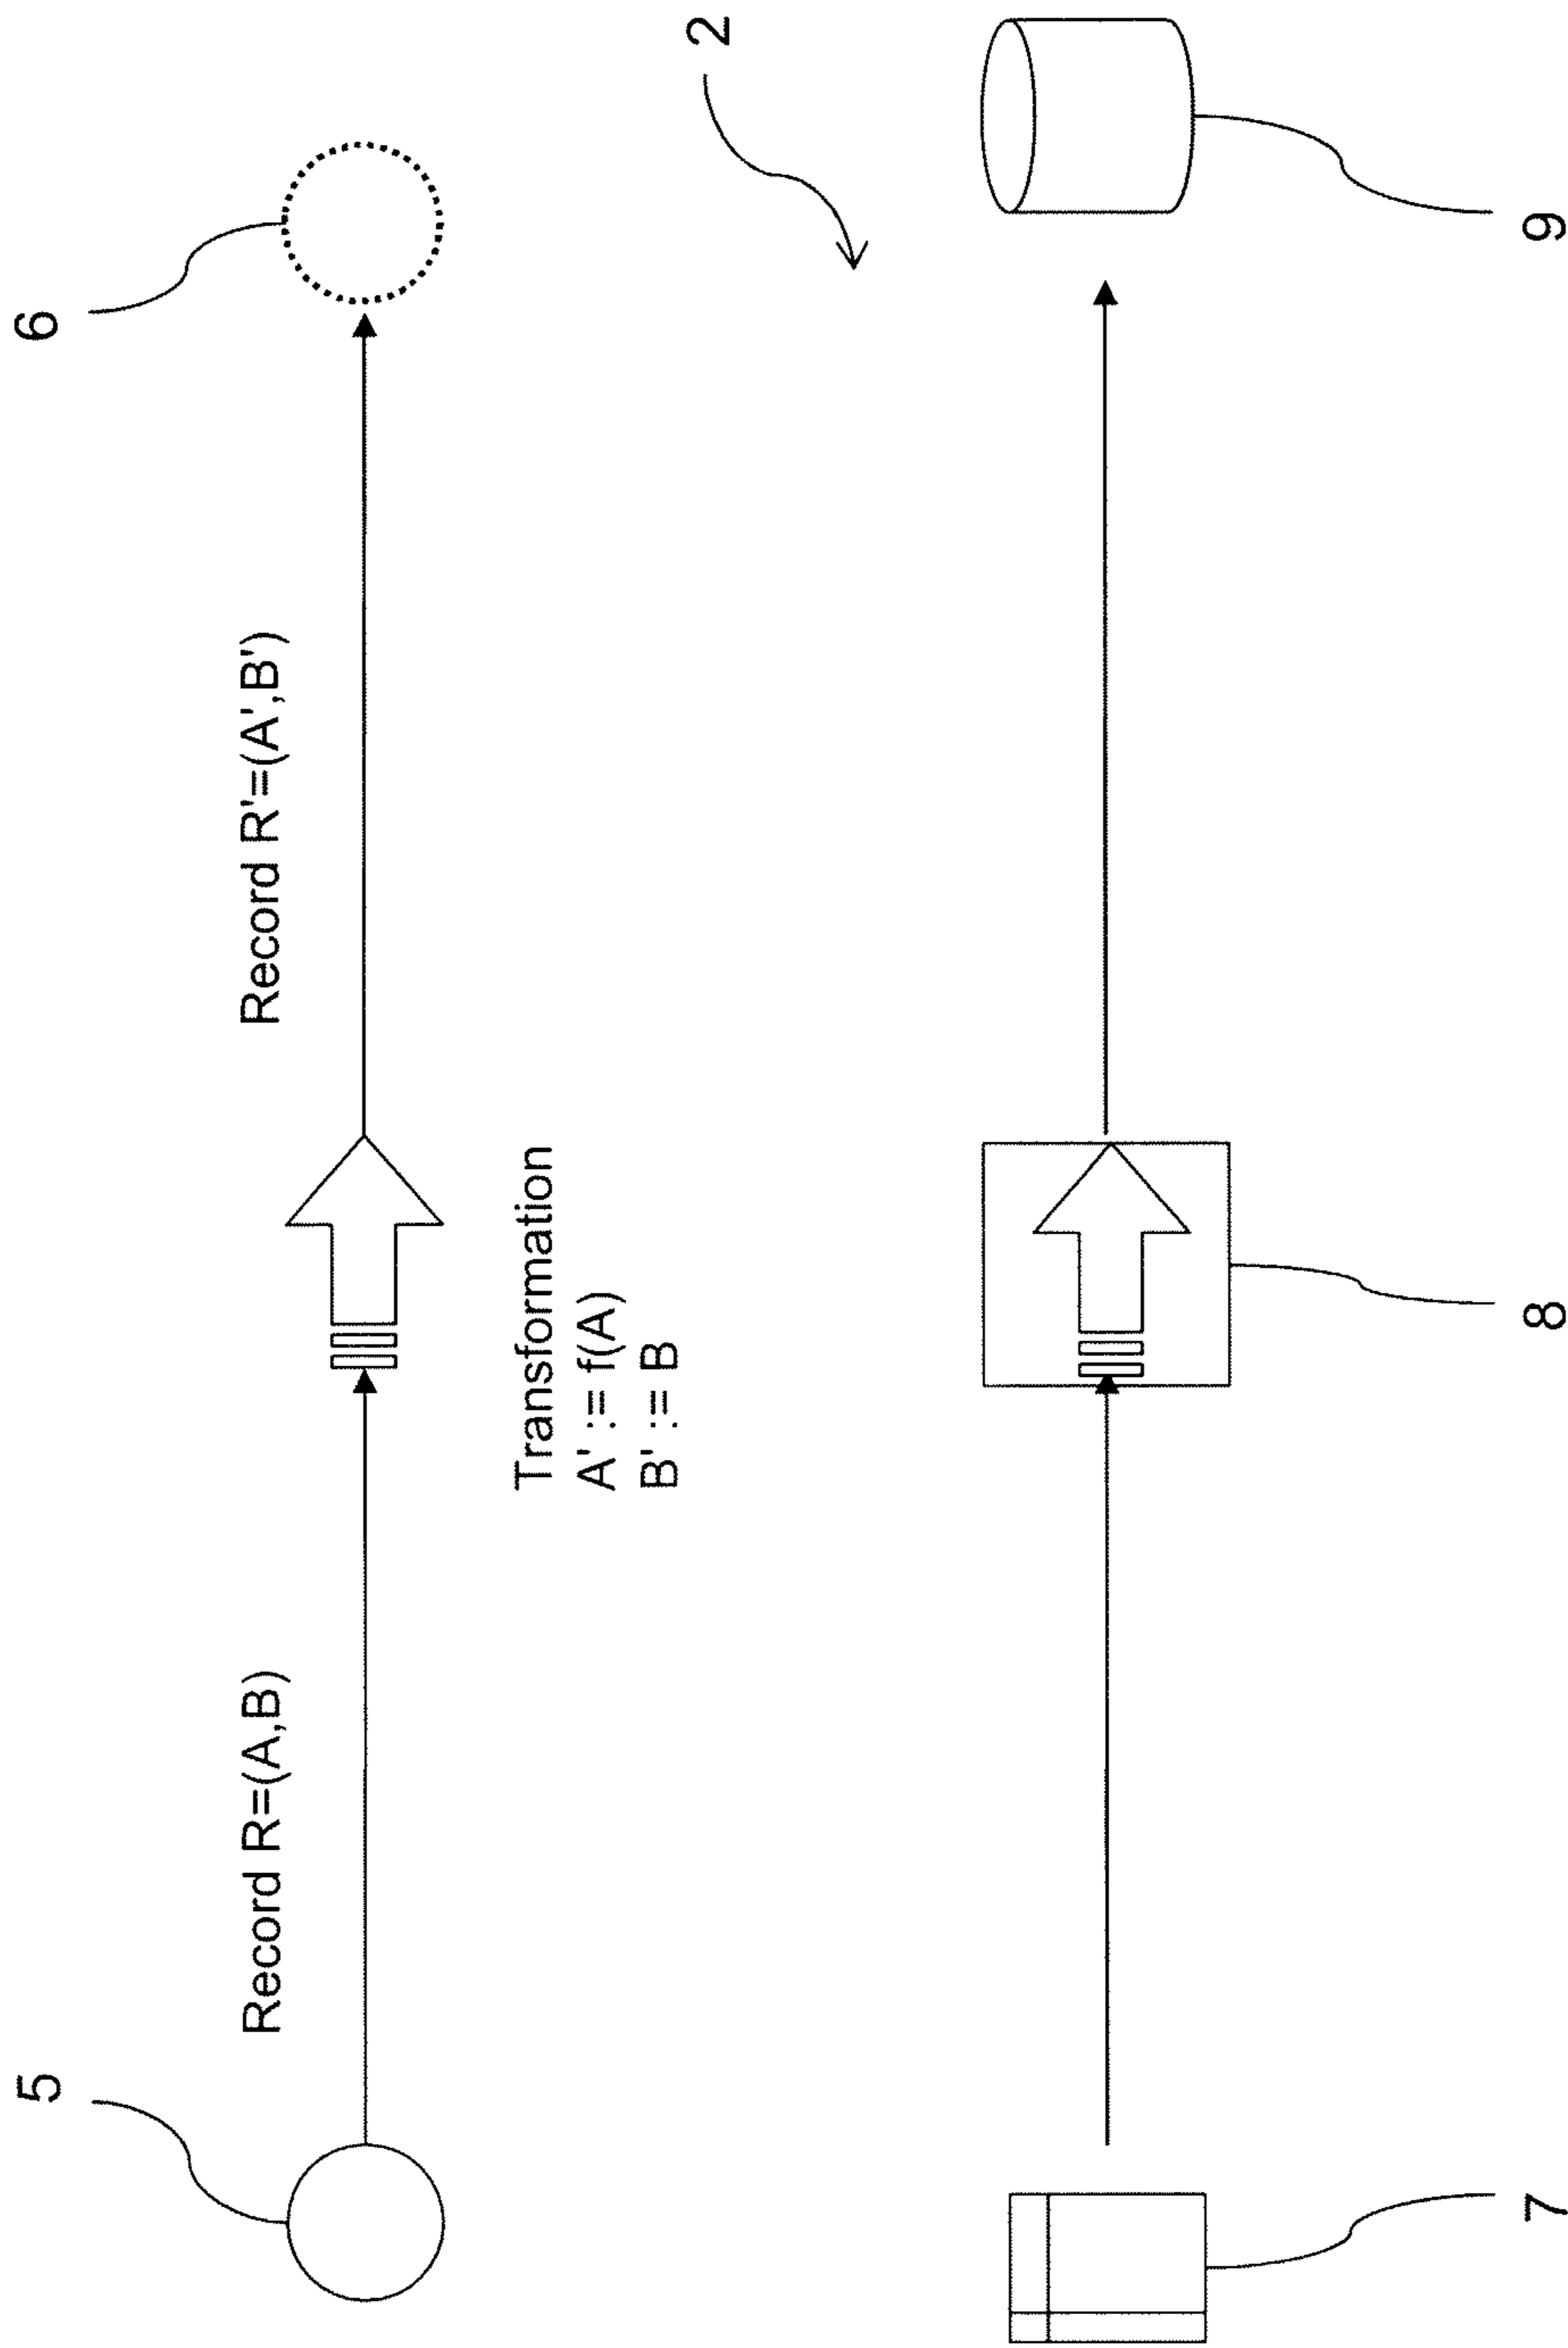 5
6
Record R=(A,B)
Record R'=(A',B')
Transformation
A' := f(A)
B' := B
2
7
8
9